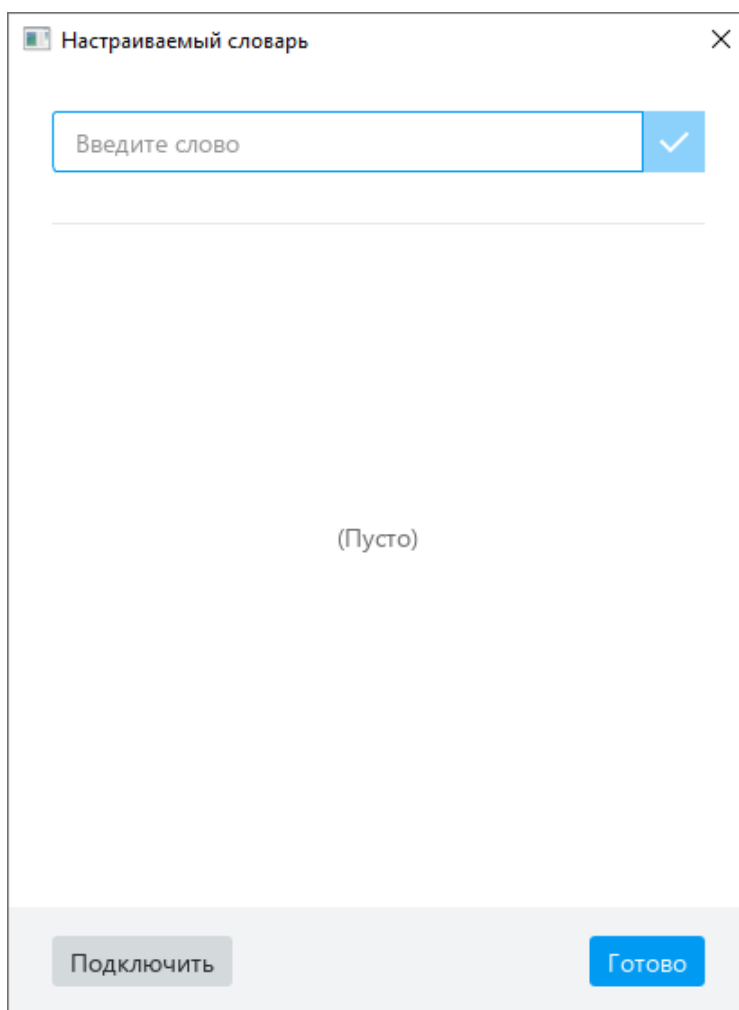 Настраиваемый словарь
Введите слово
(Пусто)
Подключить
Готово